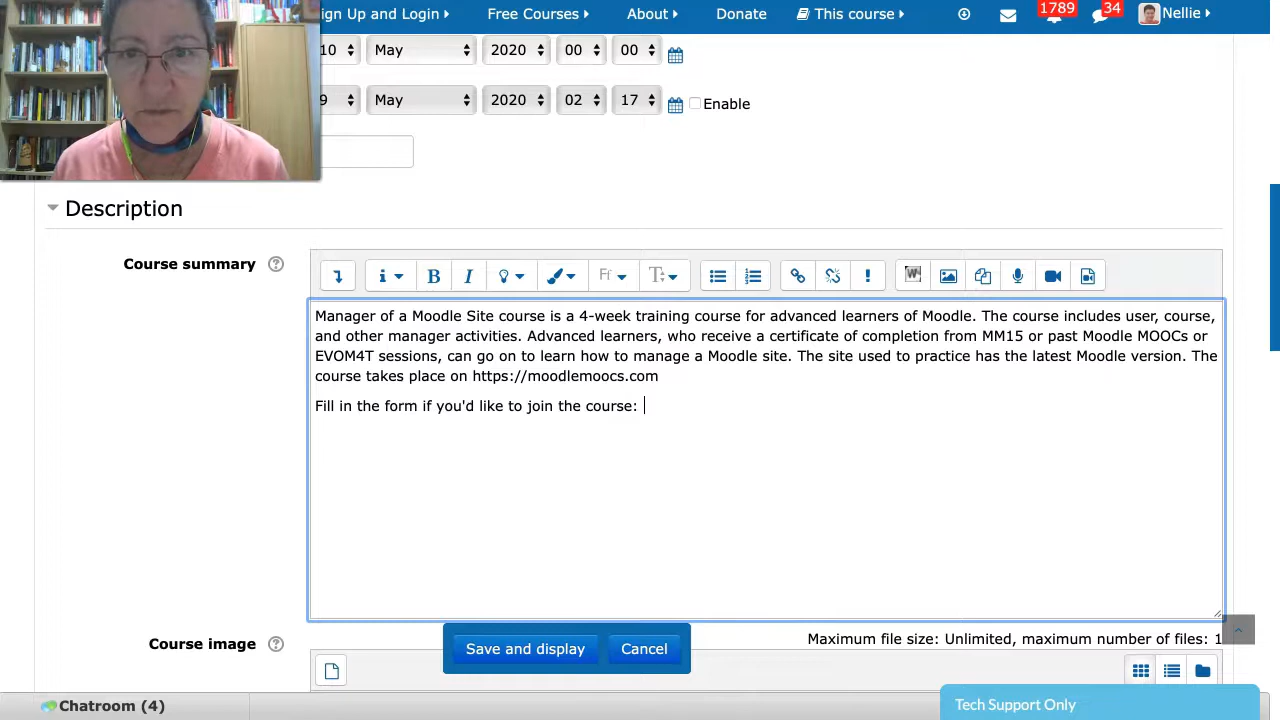 ign Up and Login
Free Courses
About
Donate
This course
1789
34
Nellie
10
May
2020
00
00
9
May
2020
02
17
Enable
Description
Course summary
Manager of a Moodle Site course is a 4-week training course for advanced learners of Moodle. The course includes user, course,
and other manager activities. Advanced learners, who receive a certificate of completion from MM15 or past Moodle MOOCs or
EVOM4T sessions, can go on to learn how to manage a Moodle site. The site used to practice has the latest Moodle version. The
course takes place on https://moodlemoocs.com
Fill in the form if you'd like to join the course:
Course image
Save and display
Cancel
Maximum file size: Unlimited, maximum number of files: 1
Chatroom (4)
Tech Support Only